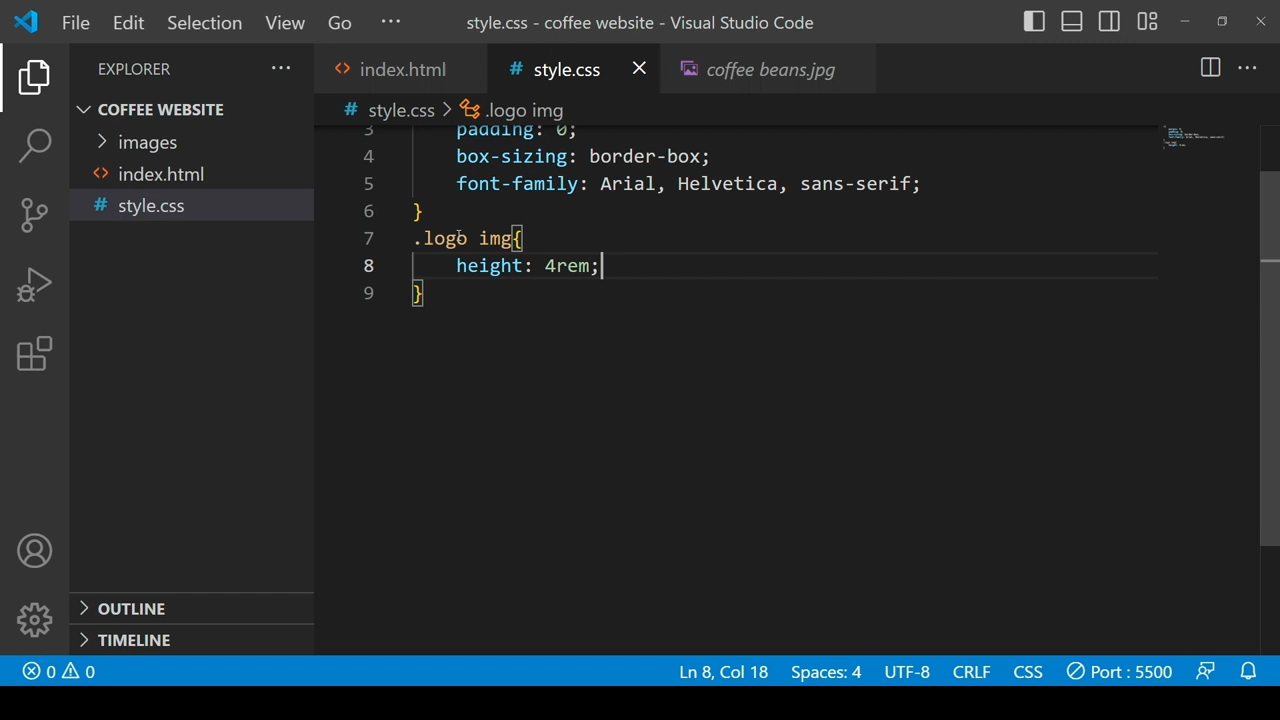 File Edit Selection View Go ··· style.css - coffee website - Visual Studio Code
EXPLORER ···
index.html
style.css
coffee beans.jpg
COFFEE WEBSITE
images
index.html
style.css
OUTLINE
TIMELINE
style.css > .logo img
3 padding: 0;
4 box-sizing: border-box;
5 font-family: Arial, Helvetica, sans-serif;
6 }
7 .logo img{
8 height: 4rem;
9 }
0 0 Ln 8, Col 18 Spaces: 4 UTF-8 CRLF CSS Port : 5500